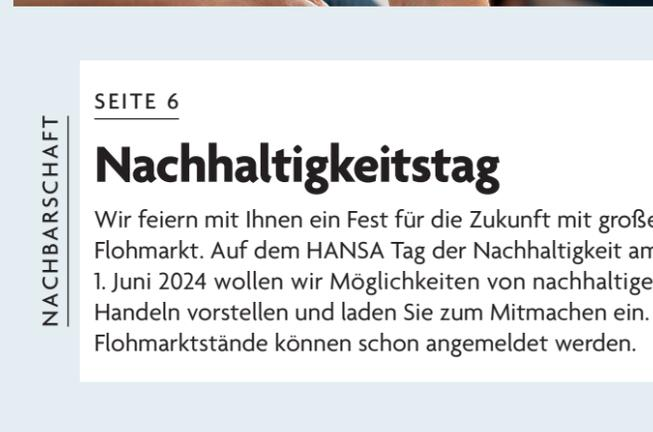 NACHBARSCHAFT
SEITE 6
Nachhaltigkeitstag
Wir feiern mit Ihnen ein Fest für die Zukunft mit große
Flohmarkt. Auf dem HANSA Tag der Nachhaltigkeit am
1. Juni 2024 wollen wir Möglichkeiten von nachhaltige
Handeln vorstellen und laden Sie zum Mitmachen ein.
Flohmarktstände können schon angemeldet werden.